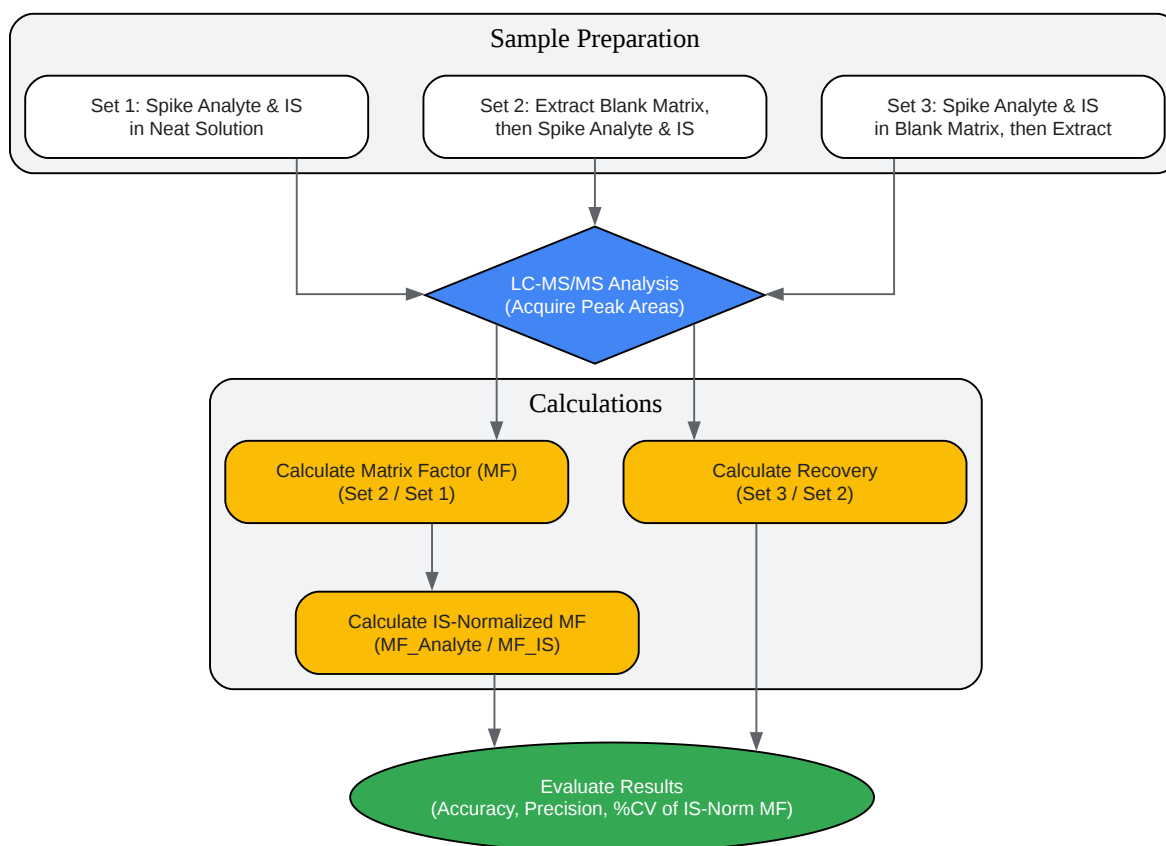 Sample Preparation
Set 1: Spike Analyte & IS
in Neat Solution
Set 2: Extract Blank Matrix,
then Spike Analyte & IS
Set 3: Spike Analyte & IS
in Blank Matrix, then Extract
LC-MS/MS Analysis
(Acquire Peak Areas)
Calculations
Calculate Matrix Factor (MF)
(Set 2 / Set 1)
Calculate Recovery
(Set 3 / Set 2)
Calculate IS-Normalized MF
(MF_Analyte / MF_IS)
Evaluate Results
(Accuracy, Precision, %CV of IS-Norm MF)